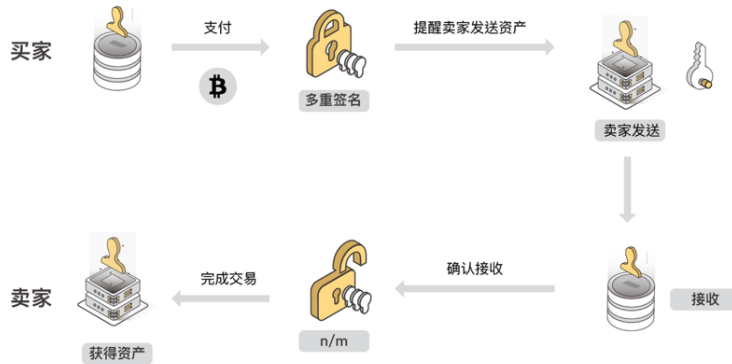 买家
支付
提醒卖家发送资产
多重签名
卖家发送
卖家
完成交易
确认接收
接收
n/m
获得资产